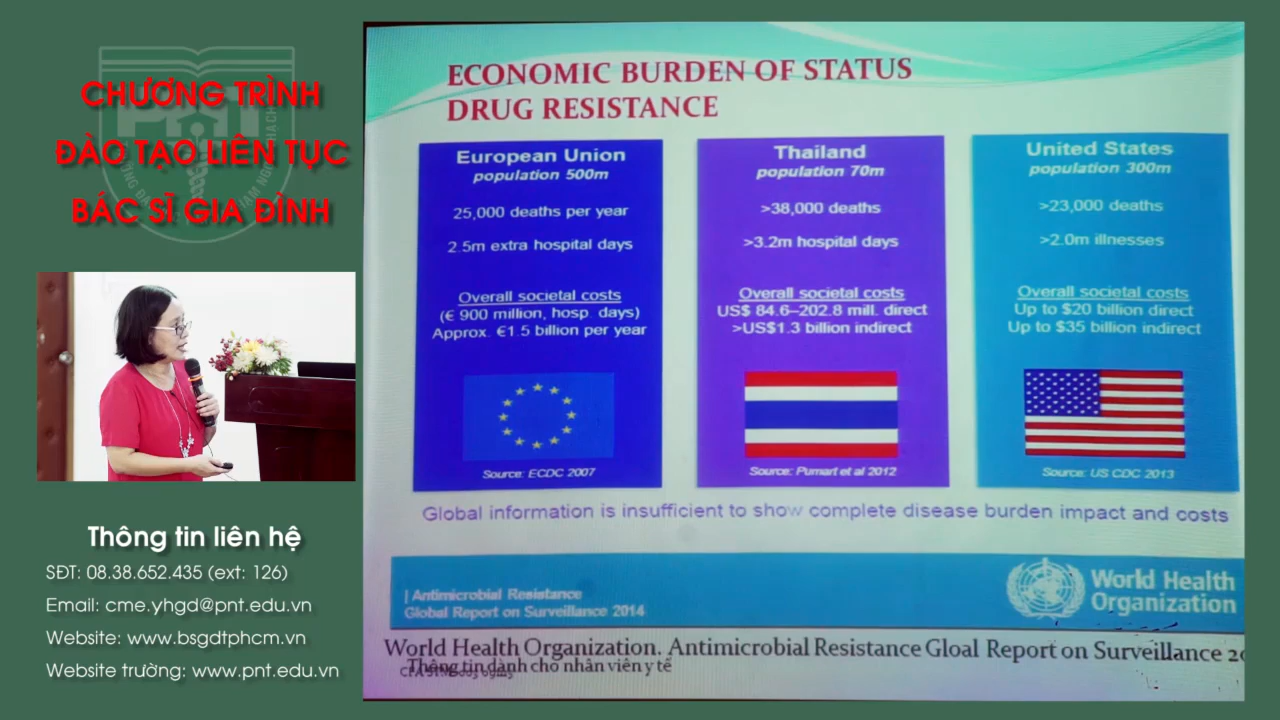 CHƯƠNG TRÌNH
ĐÀO TẠO LIÊN TỤC
BÁC SĨ GIA ĐÌNH
PNT
Thông tin liên hệ
SĐT: 08.38.652.435 (ext: 126)
Email: cme.yhgd@pnt.edu.vn
Website: www.bsgdtphcm.vn
Website trường: www.pnt.edu.vn
ECONOMIC BURDEN OF STATUS
DRUG RESISTANCE
European Union
population 500m
25,000 deaths per year
2.5m extra hospital days
Overall societal costs
(€ 900 million, hosp. days)
Approx. €1.5 billion per year
Source: ECDC 2007
Thailand
population 70m
>38,000 deaths
>3.2m hospital days
Overall societal costs
US$ 84.6–202.8 mill. direct
>US$1.3 billion indirect
Source: Pumart et al 2012
United States
population 300m
>23,000 deaths
>2.0m illnesses
Overall societal costs
Up to $20 billion direct
Up to $35 billion indirect
Source: US CDC 2013
Global information is insufficient to show complete disease burden impact and costs
| Antimicrobial Resistance
Global Report on Surveillance 2014
World Health
Organization
World Health Organization. Antimicrobial Resistance Gloal Report on Surveillance
Thông tin dành cho nhân viên y tế